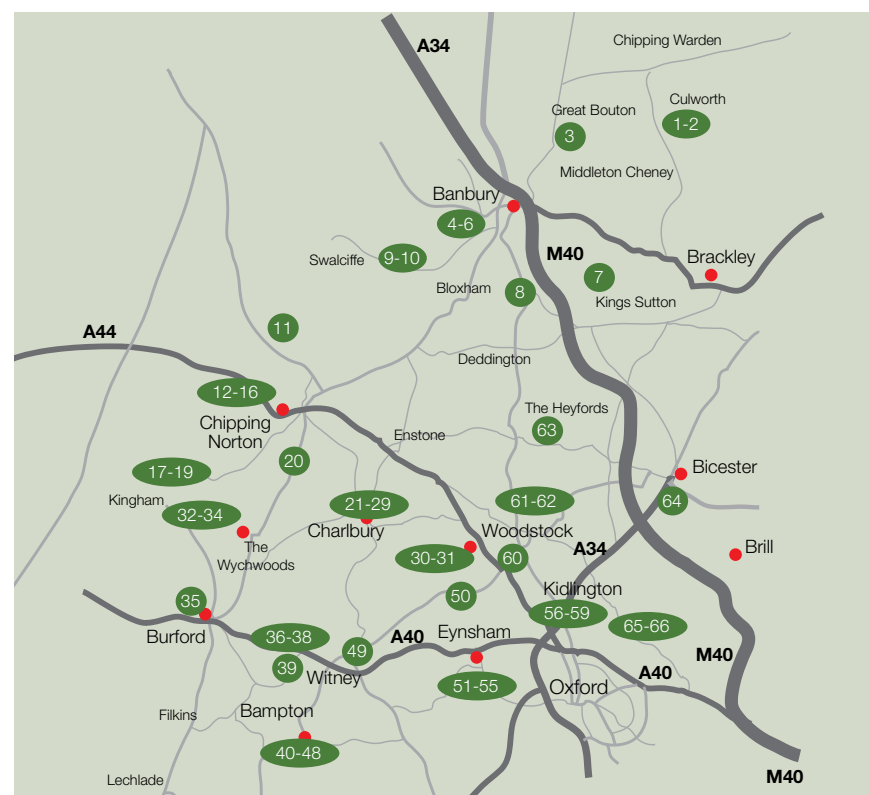 Chipping Warden
A34
Culworth
Great Bouton
1-2
3
Middleton Cheney
Banbury
4-6
M40
Brackley
Swalciffe
9-10
7
Bloxham
8
Kings Sutton
11
A44
Deddington
12-16
The Heyfords
Chipping
Norton
Enstone
63
20
Bicester
17-19
Kingham
21-29
61-62
64
32-34
Charlbury
Woodstock
The
Wychwoods
30-31
60
A34
Brill
Kidlington
35
50
56-59
65-66
Burford
36-38
A40
Eynsham
49
M40
39
Witney
A40
51-55
Oxford
Filkins
Bampton
40-48
Lechlade
M40